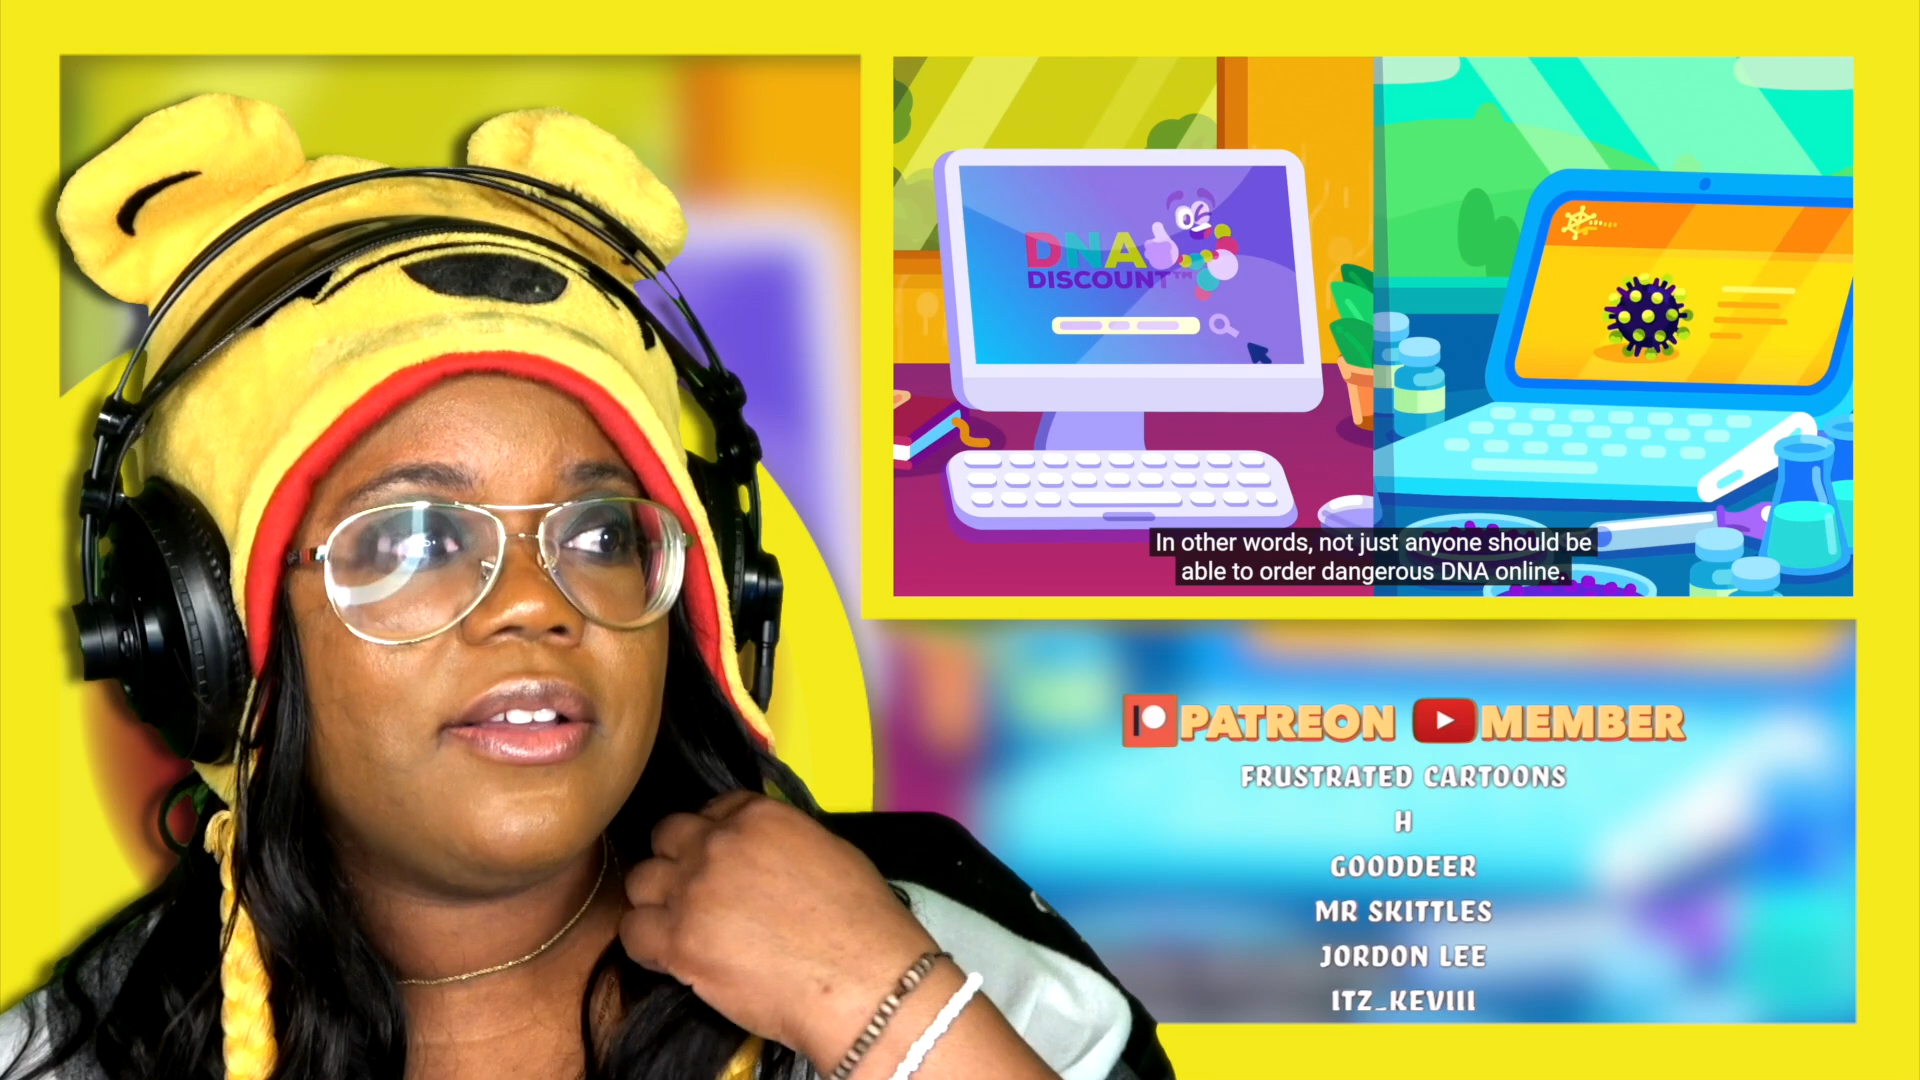 DNA
DISCOUNT™
In other words, not just anyone should be
able to order dangerous DNA online.
PATREON MEMBER
FRUSTRATED CARTOONS
H
GOODDEER
MR SKITTLES
JORDON LEE
ITZ_KEVIII